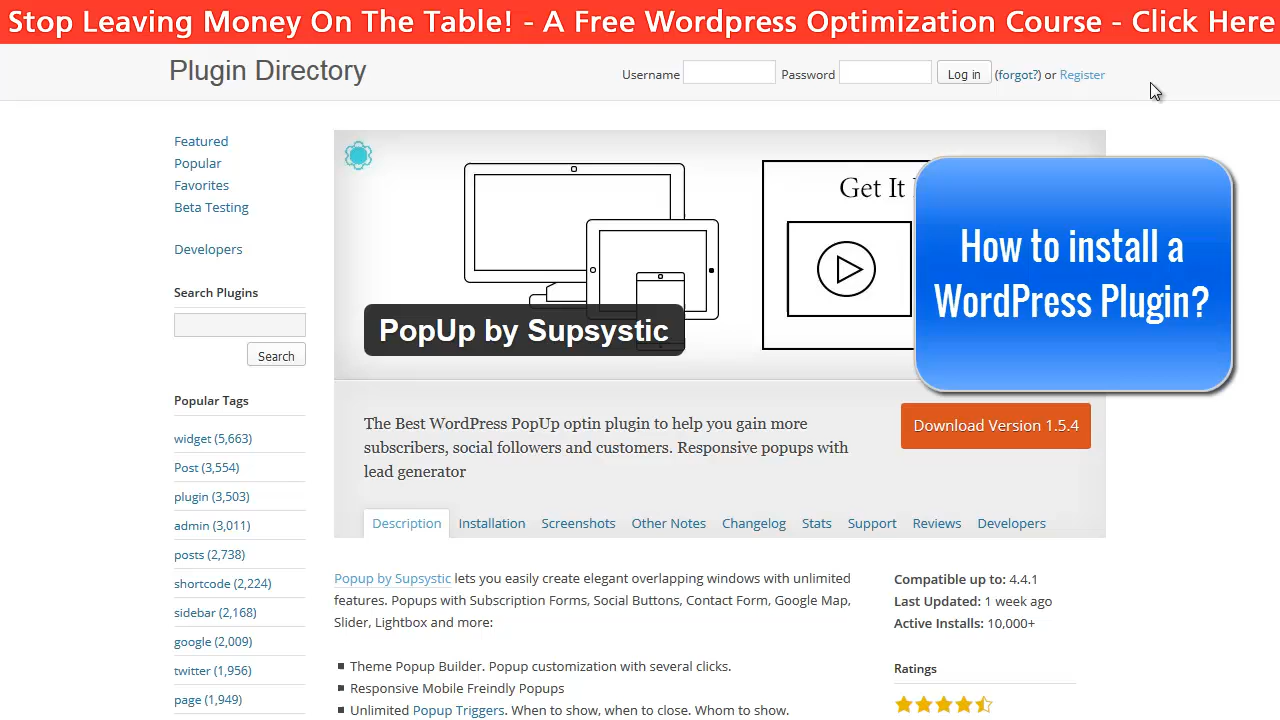 Stop Leaving Money On The Table! - A Free Wordpress Optimization Course - Click Here
Plugin Directory
Username Password Log in (forgot?) or Register
Featured
Popular
Favorites
Beta Testing
Developers
Search Plugins
Search
Popular Tags
widget (5,663)
Post (3,554)
plugin (3,503)
admin (3,011)
posts (2,738)
shortcode (2,224)
sidebar (2,168)
google (2,009)
twitter (1,956)
page (1,949)
Get It
PopUp by Supsystic
How to install a
WordPress Plugin?
The Best WordPress PopUp optin plugin to help you gain more
subscribers, social followers and customers. Responsive popups with
lead generator
Download Version 1.5.4
Description Installation Screenshots Other Notes Changelog Stats Support Reviews Developers
Popup by Supsystic lets you easily create elegant overlapping windows with unlimited
features. Popups with Subscription Forms, Social Buttons, Contact Form, Google Map,
Slider, Lightbox and more:
Theme Popup Builder. Popup customization with several clicks.
Responsive Mobile Freindly Popups
Unlimited Popup Triggers. When to show, when to close. Whom to show.
Compatible up to: 4.4.1
Last Updated: 1 week ago
Active Installs: 10,000+
Ratings